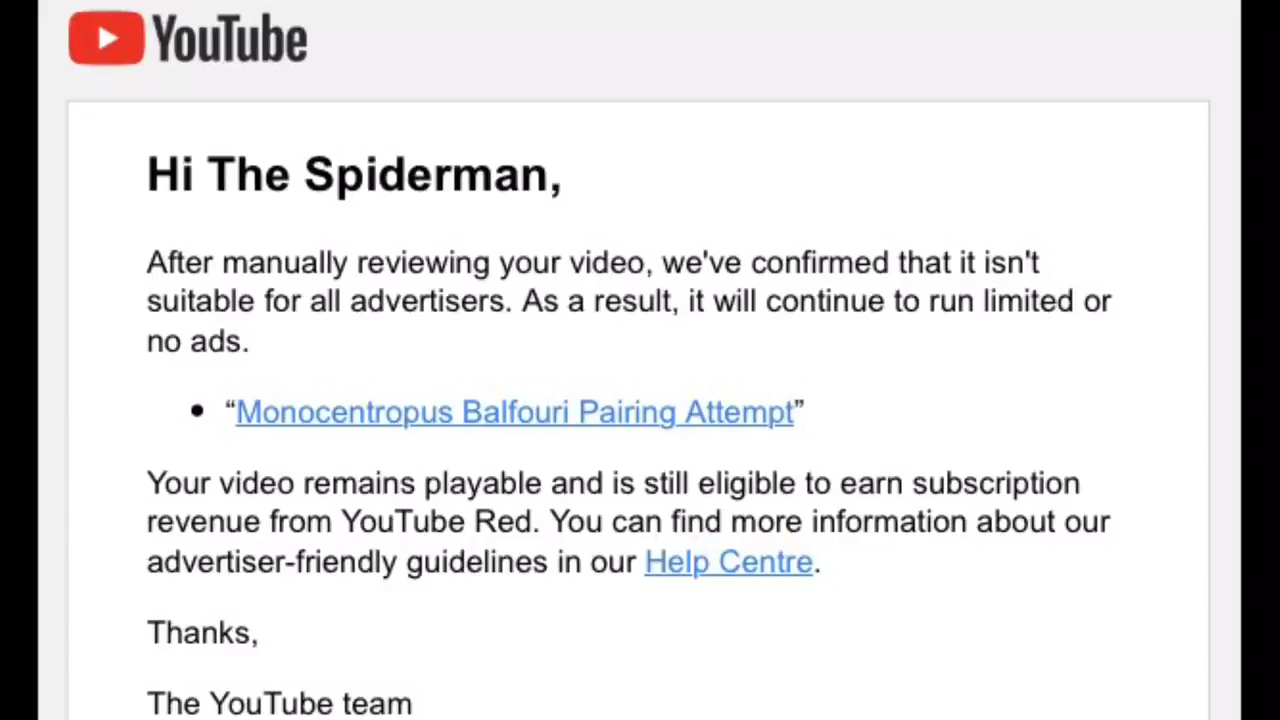 YouTube
Hi The Spiderman,
After manually reviewing your video, we've confirmed that it isn't
suitable for all advertisers. As a result, it will continue to run limited or
no ads.
• “Monocentropus Balfouri Pairing Attempt”
Your video remains playable and is still eligible to earn subscription
revenue from YouTube Red. You can find more information about our
advertiser-friendly guidelines in our Help Centre.
Thanks,
The YouTube team